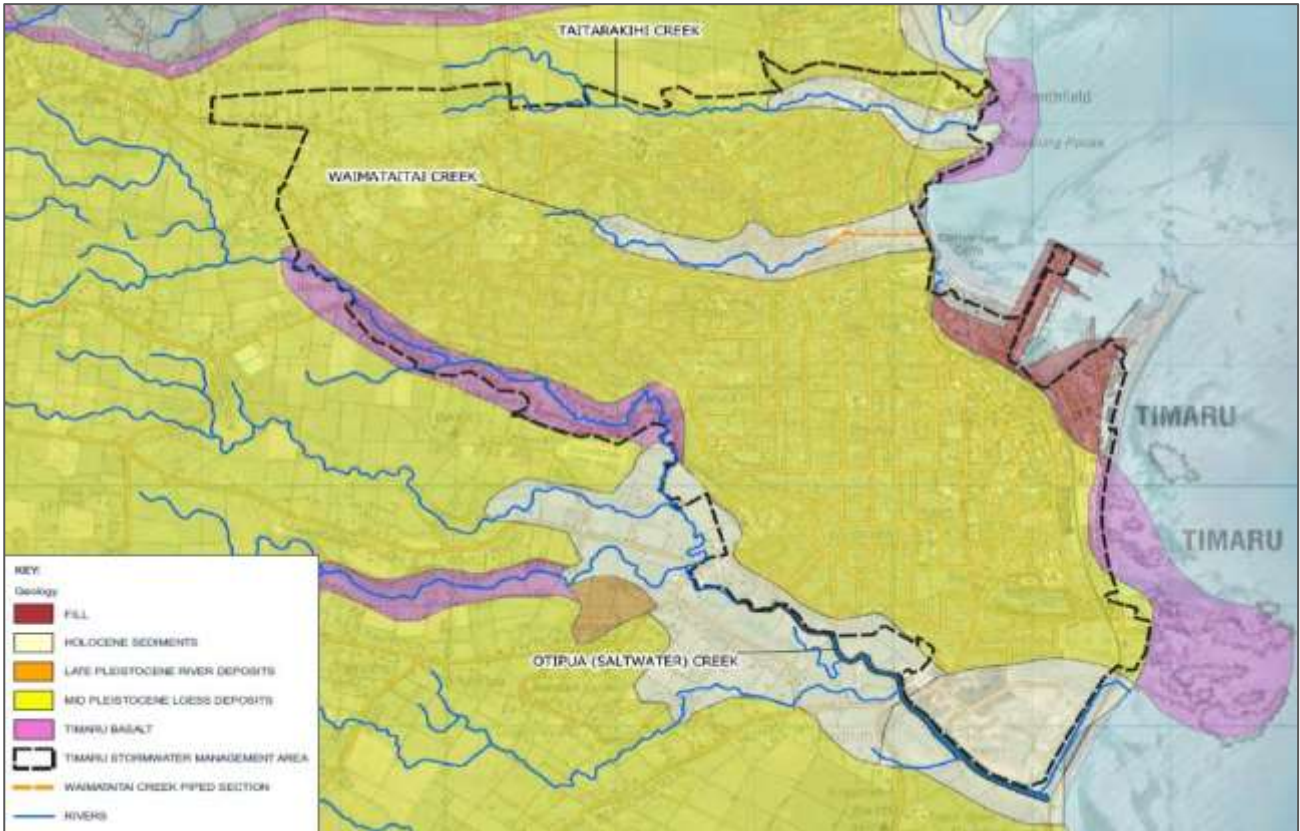 TAITARAKIHI CREEK
WAIMATAITAI CREEK
TIMARU
TIMARU
OTIPUA (SALTWATER) CREEK
KEY:
Geology
FILL
HOLOCENE SEDIMENTS
LATE PLEISTOCENE RIVER DEPOSITS
MID PLEISTOCENE LOESS DEPOSITS
TIMARU BASALT
TIMARU STORMWATER MANAGEMENT AREA
WAIMATAITAI CREEK PIPED SECTION
RIVERS